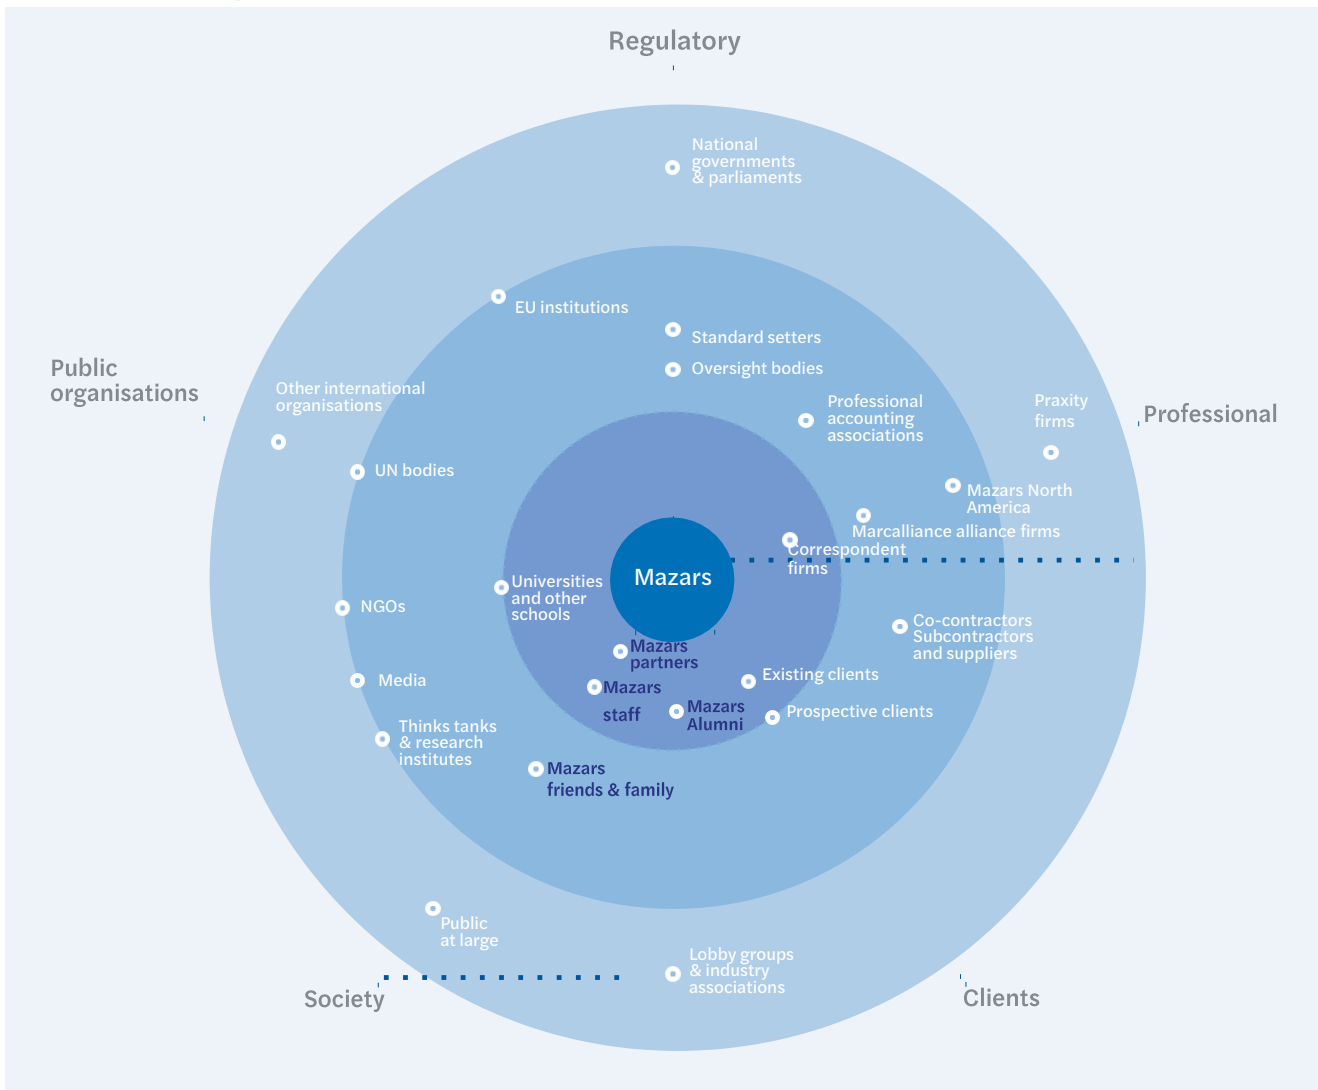 Regulatory
National
governments
& parliaments
EU institutions
Standard setters
Oversight bodies
Public
organisations
Other international
organisations
Professional
accounting
associations
Praxity
firms
Professional
UN bodies
Mazars North
America
Marcalliance alliance firms
Correspondent
firms
Mazars
Universities
and other
schools
NGOs
Co-contractors
Subcontractors
and suppliers
Mazars
partners
Existing clients
Media
Mazars
staff
Mazars
Alumni
Prospective clients
Thinks tanks
& research
institutes
Mazars
friends & family
Public
at large
Lobby groups
& industry
associations
Society
Clients